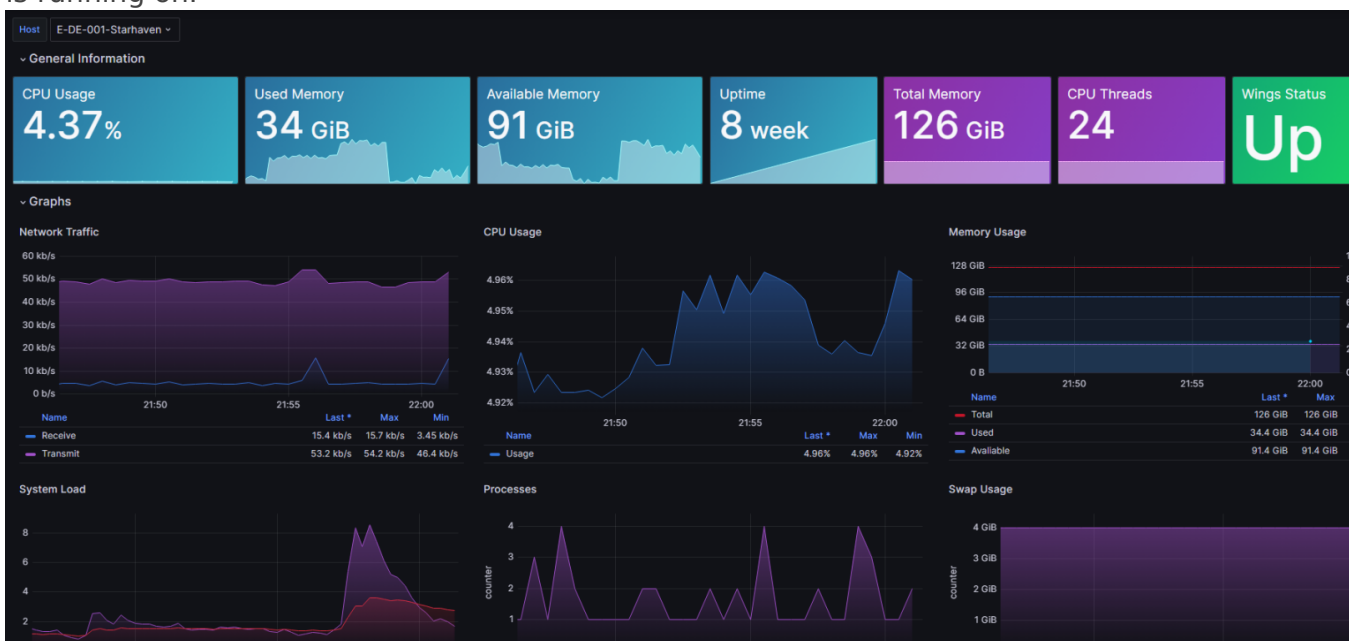 is running on.
Host E-DE-001-Starhaven
General Information
CPU Usage
4.37%
Used Memory
34 GiB
Available Memory
91 GiB
Uptime
8 week
Total Memory
126 GiB
CPU Threads
24
Wings Status
Up
Graphs
Network Traffic
60 kb/s
50 kb/s
40 kb/s
30 kb/s
20 kb/s
10 kb/s
0 b/s
21:50 21:55 22:00
Name Last * Max Min
Receive 15.4 kb/s 15.7 kb/s 3.45 kb/s
Transmit 53.2 kb/s 54.2 kb/s 46.4 kb/s
CPU Usage
4.96%
4.95%
4.94%
4.93%
4.92%
21:50 21:55 22:00
Name Last * Max Min
Usage 4.96% 4.96% 4.92%
Memory Usage
128 GiB
96 GiB
64 GiB
32 GiB
0 B
21:50 21:55 22:00
Name Last * Max
Total 126 GiB 126 GiB
Used 34.4 GiB 34.4 GiB
Available 91.4 GiB 91.4 GiB
System Load
8
6
4
2
Processes
counter
4
3
2
1
Swap Usage
counter
4 GiB
3 GiB
2 GiB
1 GiB